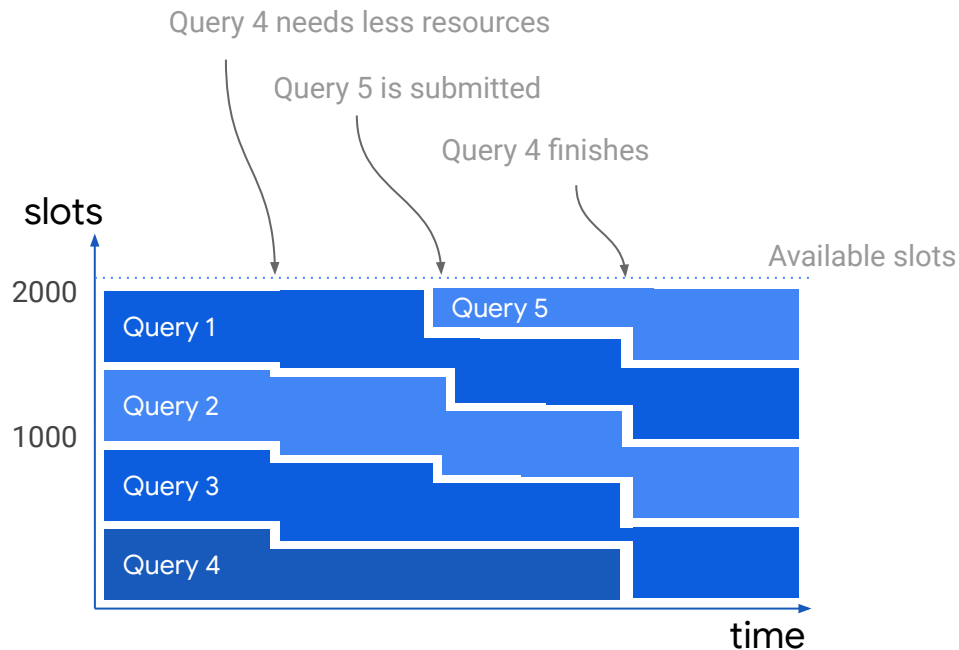 Query 4 needs less resources
Query 5 is submitted
Query 4 finishes
slots
Available slots
2000
Query 5
Query 1
Query 2
1000
Query 3
Query 4
time